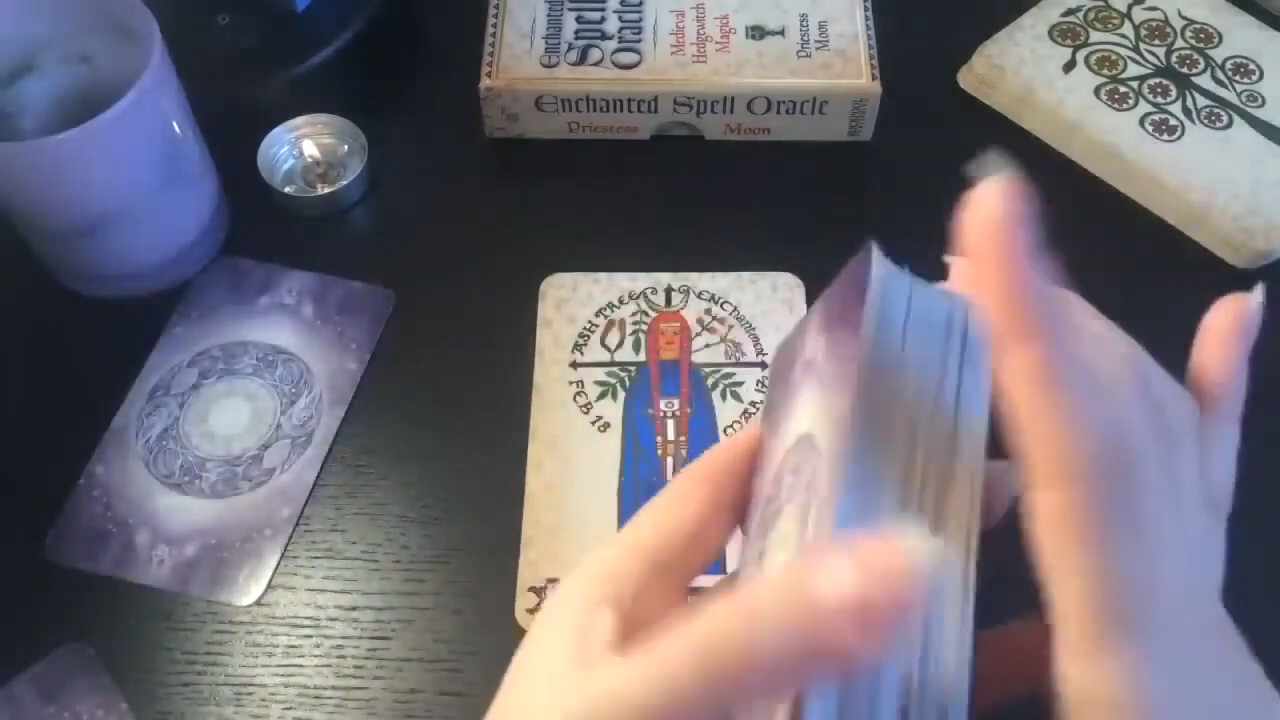 Enchanted
Spell
Oracle
Medieval
Hedgewitch
Magick
Priestess
Moon
Enchanted Spell Oracle
Priestess Moon
ASH TREE ENCHANTMENT
FEB 18
MAR 17